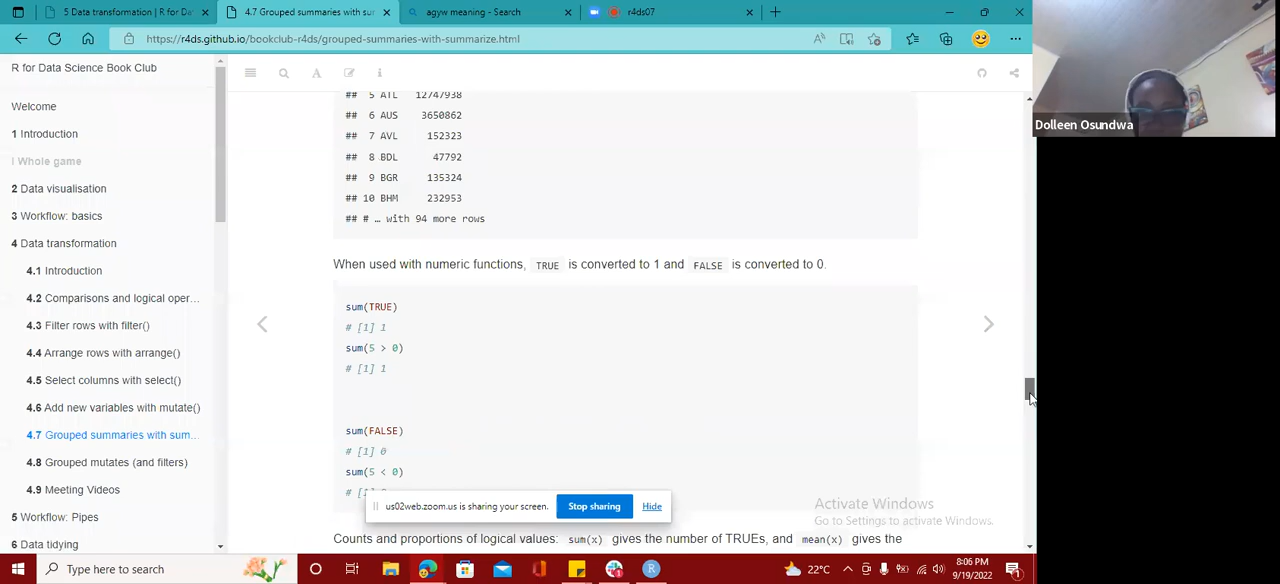 5 Data transformation | R for Dat
4.7 Grouped summaries with sur
agyw meaning - Search
r4ds07
https://r4ds.github.io/bookclub-r4ds/grouped-summaries-with-summarize.html
R for Data Science Book Club
Welcome
1 Introduction
I Whole game
2 Data visualisation
3 Workflow: basics
4 Data transformation
4.1 Introduction
4.2 Comparisons and logical oper...
4.3 Filter rows with filter()
4.4 Arrange rows with arrange()
4.5 Select columns with select()
4.6 Add new variables with mutate()
4.7 Grouped summaries with sum...
4.8 Grouped mutates (and filters)
4.9 Meeting Videos
5 Workflow: Pipes
6 Data tidying
## 5 ATL 12747938
## 6 AUS 3650862
## 7 AVL 152323
## 8 BDL 47792
## 9 BGR 135324
## 10 BHM 232953
## # … with 94 more rows
When used with numeric functions, TRUE is converted to 1 and FALSE is converted to 0.
sum(TRUE)
# [1] 1
sum(5 > 0)
# [1] 1
sum(FALSE)
# [1] 0
sum(5 < 0)
# [1]
us02web.zoom.us is sharing your screen.
Stop sharing
Hide
Counts and proportions of logical values: sum(x) gives the number of TRUEs, and mean(x) gives the
Activate Windows
Go to Settings to activate Windows.
Dolleen Osundwa
Type here to search
22°C
8:06 PM
9/19/2022
1